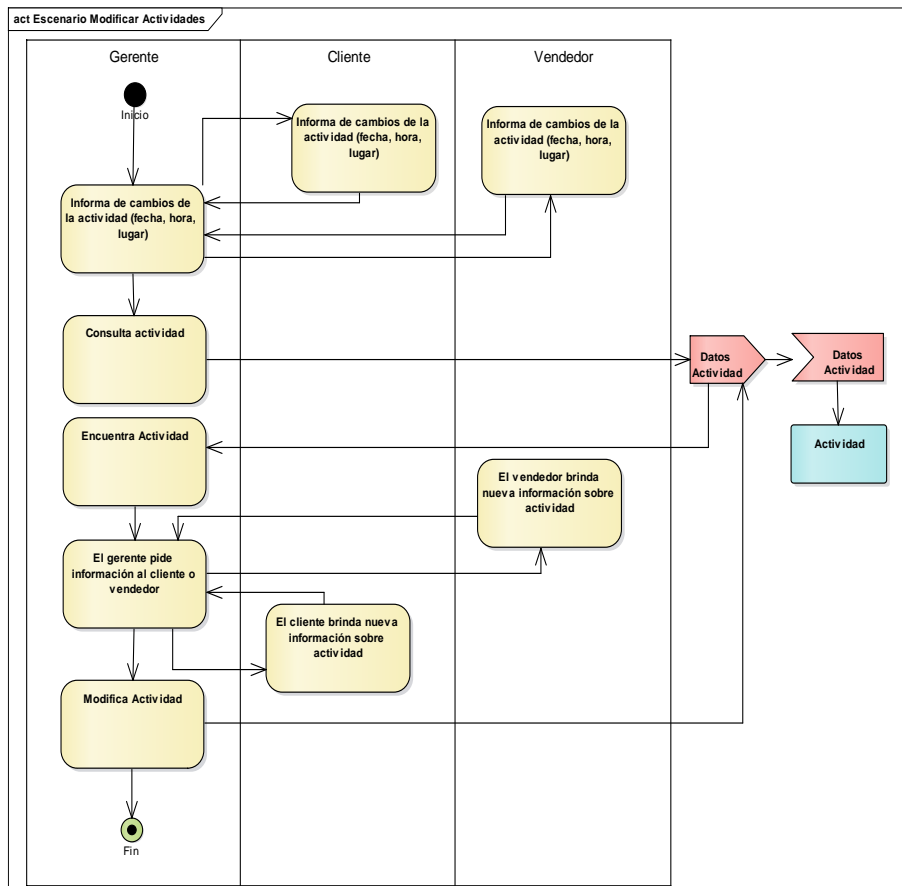 act Escenario Modificar Actividades
Gerente
Cliente
Vendedor
Inicio
Informa de cambios de la
actividad (fecha, hora,
lugar)
Informa de cambios de la
actividad (fecha, hora,
lugar)
Informa de cambios de
la actividad (fecha, hora,
lugar)
Consulta actividad
Datos
Actividad
Datos
Actividad
Encuentra Actividad
Actividad
El vendedor brinda
nueva información sobre
actividad
El gerente pide
información al cliente o
vendedor
El cliente brinda nueva
información sobre
actividad
Modifica Actividad
Fin